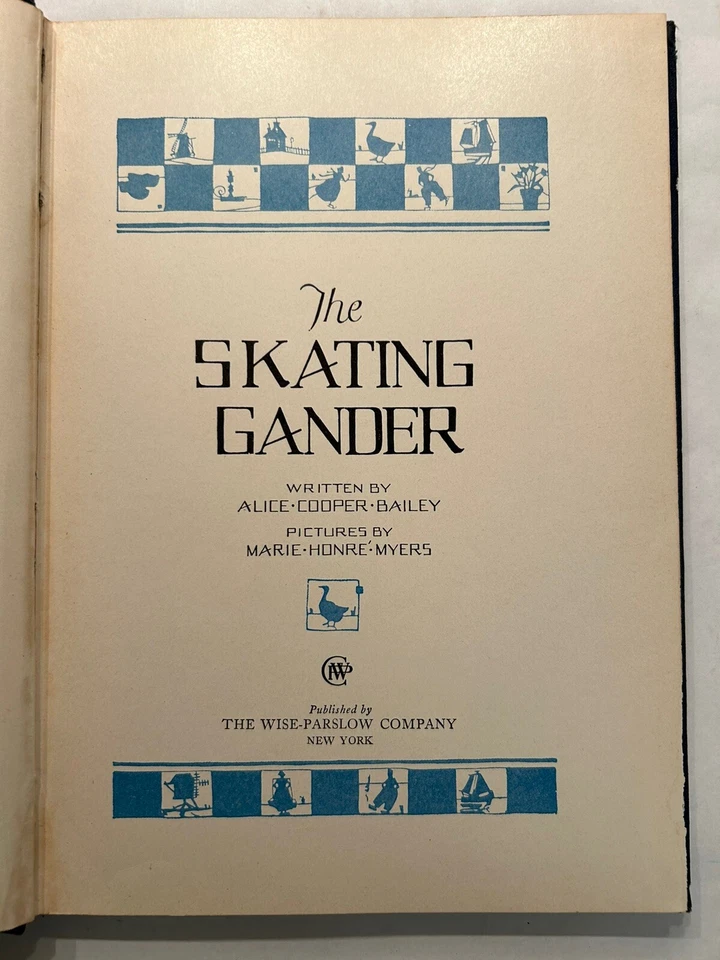 The
SKATING
GANDER
WRITTEN BY
ALICE·COOPER·BAILEY
PICTURES BY
MARIE·HONRÉ·MYERS
Published by
THE WISE-PARSLOW COMPANY
NEW YORK